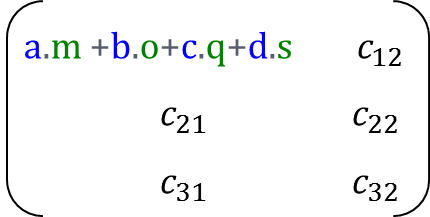 a.m +b.o+c.q+d.s c₁₂
c₂₁ c₂₂
c₃₁ c₃₂